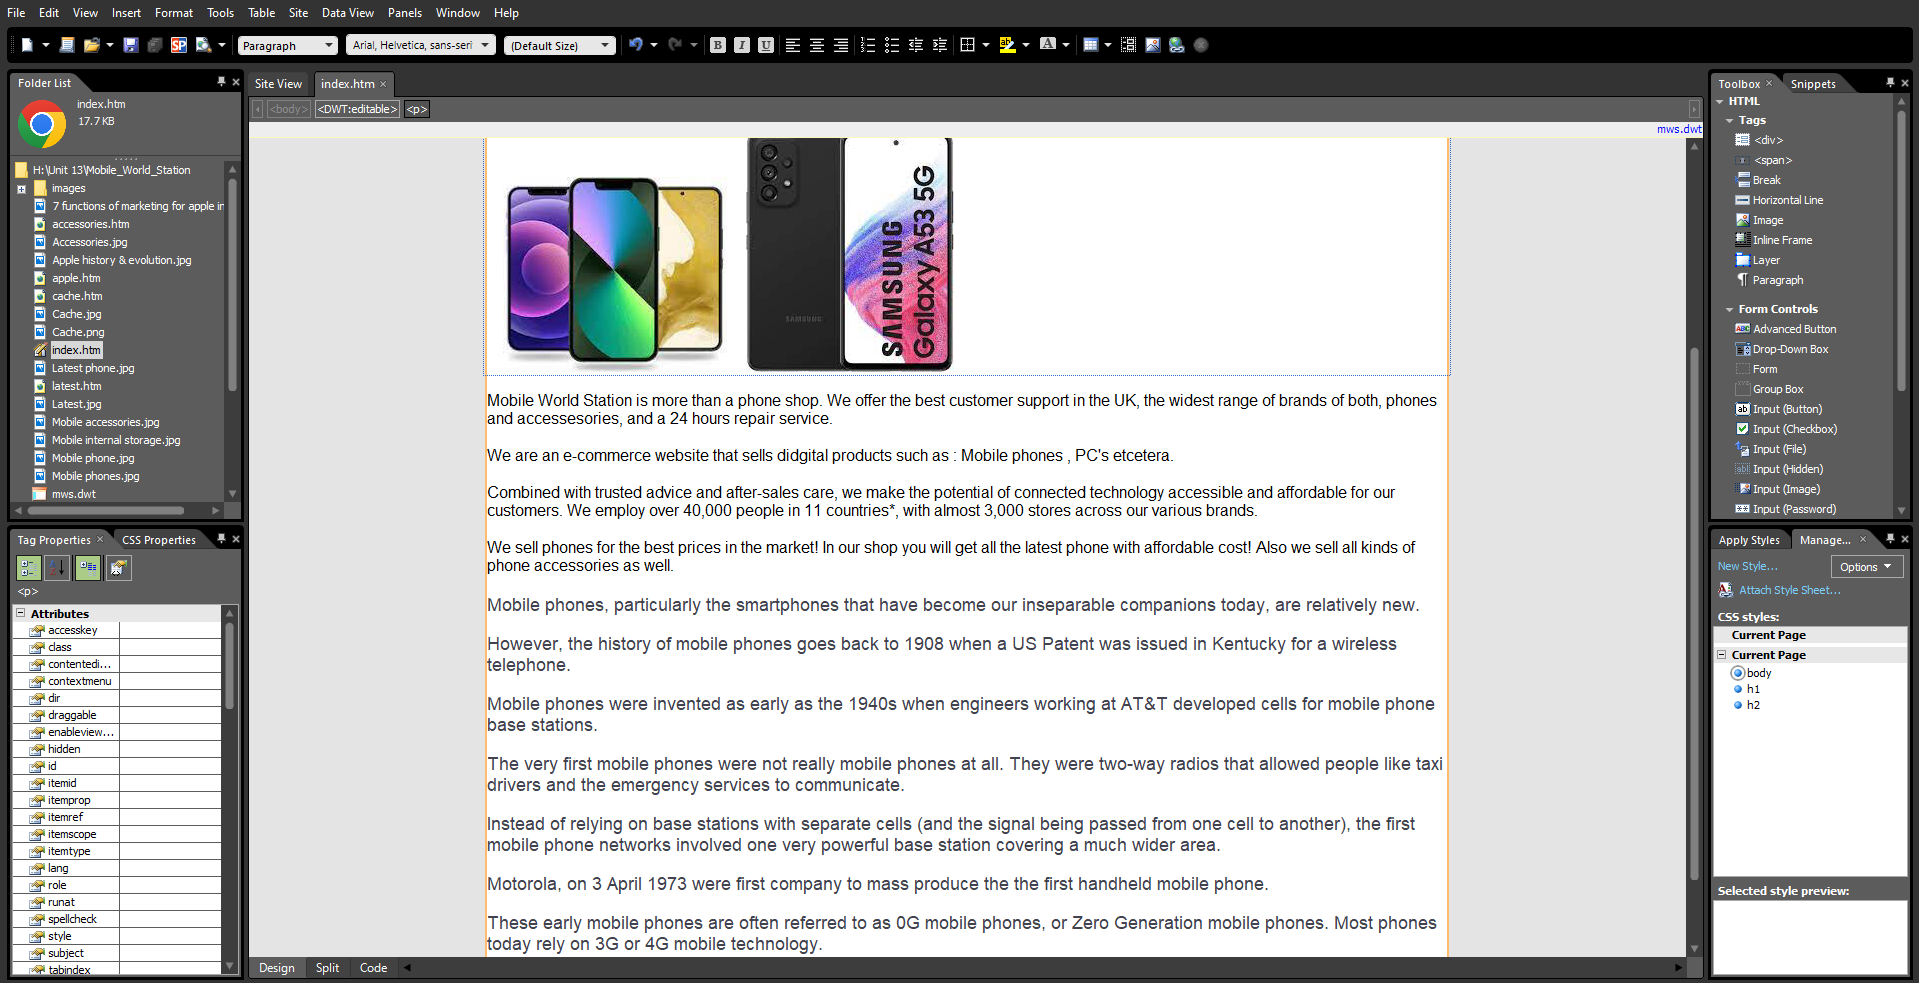 File Edit View Insert Format Tools Table Site Data View Panels Window Help
Paragraph Arial, Helvetica, sans-seri (Default Size)
Folder List
index.htm
17.7 KB
H:\Unit 13\Mobile_World_Station
images
7 functions of marketing for apple in
accessories.htm
Accessories.jpg
Apple history & evolution.jpg
apple.htm
cache.htm
Cache.jpg
Cache.png
index.htm
Latest phone.jpg
latest.htm
Latest.jpg
Mobile accessories.jpg
Mobile internal storage.jpg
Mobile phone.jpg
Mobile phones.jpg
mws.dwt
Tag Properties CSS Properties
<p>
Attributes
accesskey
class
contentedi...
contextmenu
dir
draggable
enableview...
hidden
id
itemid
itemprop
itemref
itemscope
itemtype
lang
role
runat
spellcheck
style
subject
tabindex
Site View index.htm
<body> <DWT:editable> <p>
mws.dwt
SAMSUNG
SAMSUNG
Galaxy A53 5G
Mobile World Station is more than a phone shop. We offer the best customer support in the UK, the widest range of brands of both, phones
and accessesories, and a 24 hours repair service.
We are an e-commerce website that sells didgital products such as : Mobile phones , PC's etcetera.
Combined with trusted advice and after-sales care, we make the potential of connected technology accessible and affordable for our
customers. We employ over 40,000 people in 11 countries*, with almost 3,000 stores across our various brands.
We sell phones for the best prices in the market! In our shop you will get all the latest phone with affordable cost! Also we sell all kinds of
phone accessories as well.
Mobile phones, particularly the smartphones that have become our inseparable companions today, are relatively new.
However, the history of mobile phones goes back to 1908 when a US Patent was issued in Kentucky for a wireless
telephone.
Mobile phones were invented as early as the 1940s when engineers working at AT&T developed cells for mobile phone
base stations.
The very first mobile phones were not really mobile phones at all. They were two-way radios that allowed people like taxi
drivers and the emergency services to communicate.
Instead of relying on base stations with separate cells (and the signal being passed from one cell to another), the first
mobile phone networks involved one very powerful base station covering a much wider area.
Motorola, on 3 April 1973 were first company to mass produce the the first handheld mobile phone.
These early mobile phones are often referred to as 0G mobile phones, or Zero Generation mobile phones. Most phones
today rely on 3G or 4G mobile technology.
Design Split Code
Toolbox Snippets
HTML
Tags
<div>
<span>
Break
Horizontal Line
Image
Inline Frame
Layer
Paragraph
Form Controls
Advanced Button
Drop-Down Box
Form
Group Box
Input (Button)
Input (Checkbox)
Input (File)
Input (Hidden)
Input (Image)
Input (Password)
Apply Styles Manage...
New Style... Options
Attach Style Sheet...
CSS styles:
Current Page
Current Page
body
h1
h2
Selected style preview: